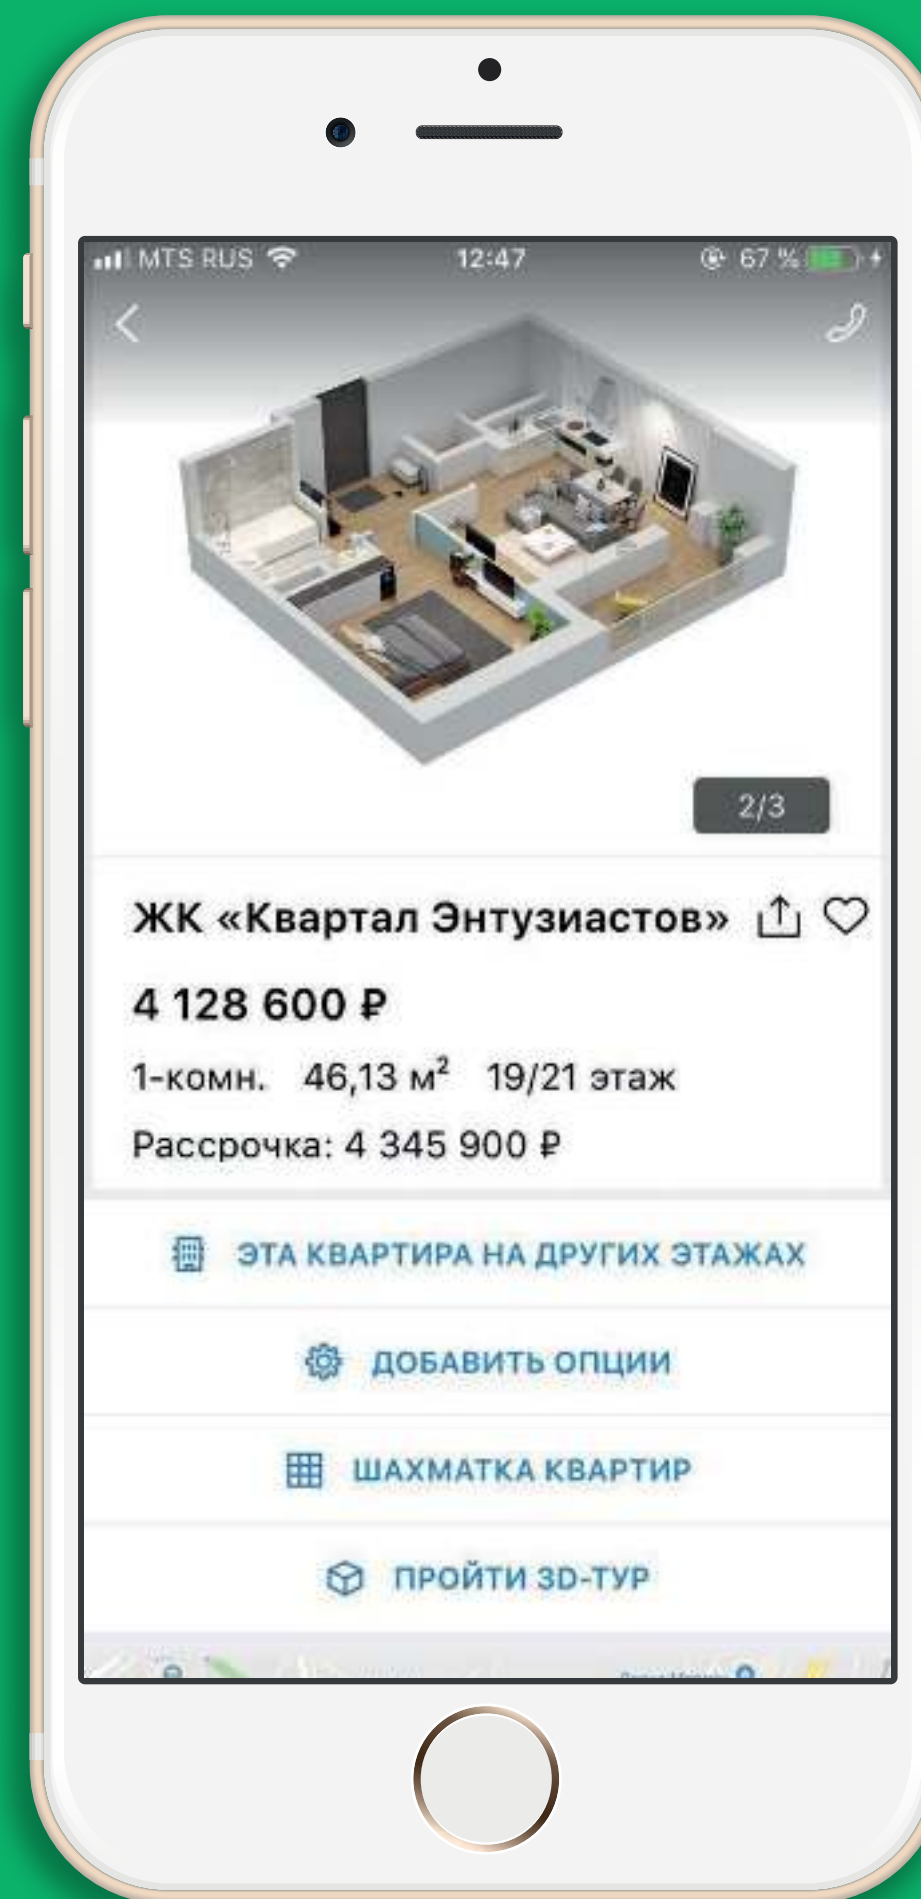 MTS RUS 12:47 67 %
2/3
ЖК «Квартал Энтузиастов»
4 128 600 ₽
1-комн. 46,13 м² 19/21 этаж
Рассрочка: 4 345 900 ₽
ЭТА КВАРТИРА НА ДРУГИХ ЭТАЖАХ
ДОБАВИТЬ ОПЦИИ
ШАХМАТКА КВАРТИР
ПРОЙТИ 3D-ТУР